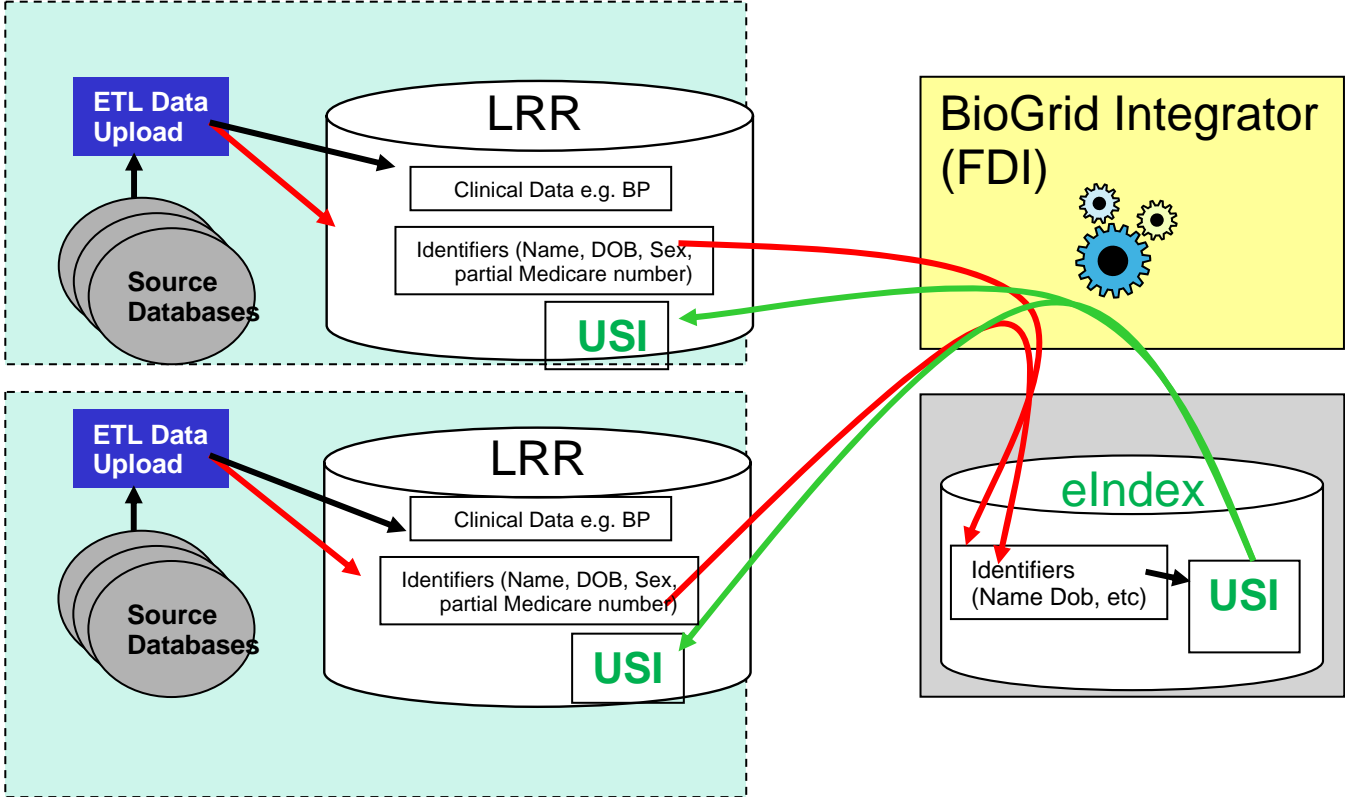 ETL Data
Upload
LRR
Clinical Data e.g. BP
Identifiers (Name, DOB, Sex,
partial Medicare number)
USI
Source
Databases
BioGrid Integrator
(FDI)
ETL Data
Upload
LRR
Clinical Data e.g. BP
Identifiers (Name, DOB, Sex,
partial Medicare number)
USI
Source
Databases
eIndex
Identifiers
(Name Dob, etc)
USI